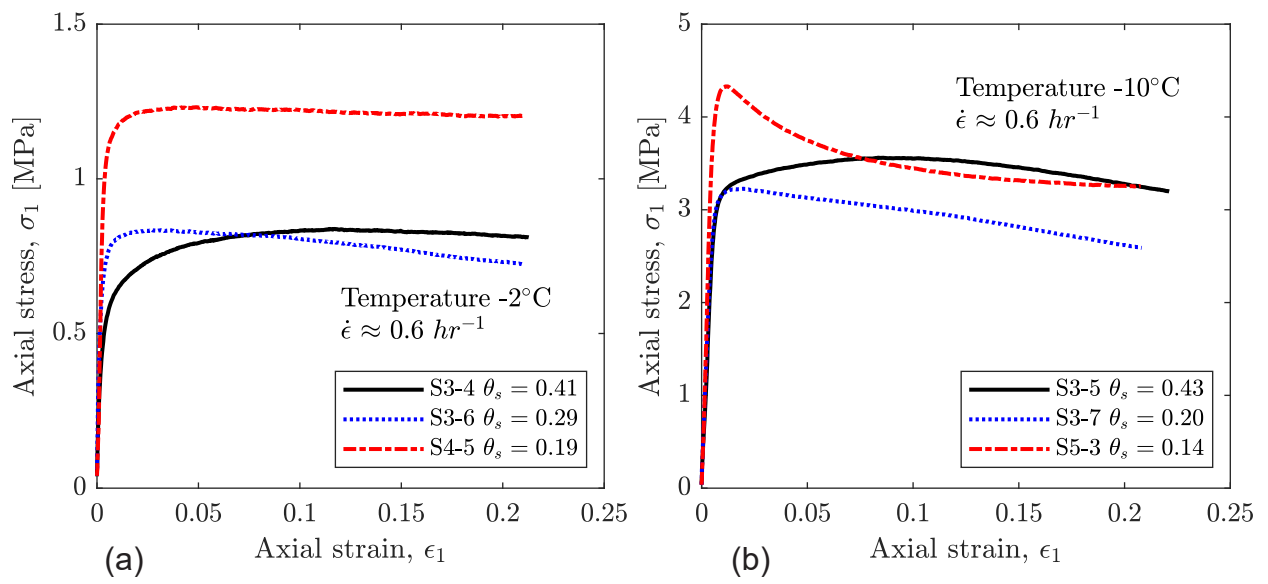 1.5
1
0.5
0
Axial stress, σ₁ [MPa]
Temperature -2°C
ϵ̇ ≈ 0.6 hr⁻¹
S3-4 θₛ = 0.41
S3-6 θₛ = 0.29
S4-5 θₛ = 0.19
0 0.05 0.1 0.15 0.2 0.25
Axial strain, ϵ₁
(a)
5
4
3
2
1
0
Axial stress, σ₁ [MPa]
Temperature -10°C
ϵ̇ ≈ 0.6 hr⁻¹
S3-5 θₛ = 0.43
S3-7 θₛ = 0.20
S5-3 θₛ = 0.14
0 0.05 0.1 0.15 0.2 0.25
Axial strain, ϵ₁
(b)